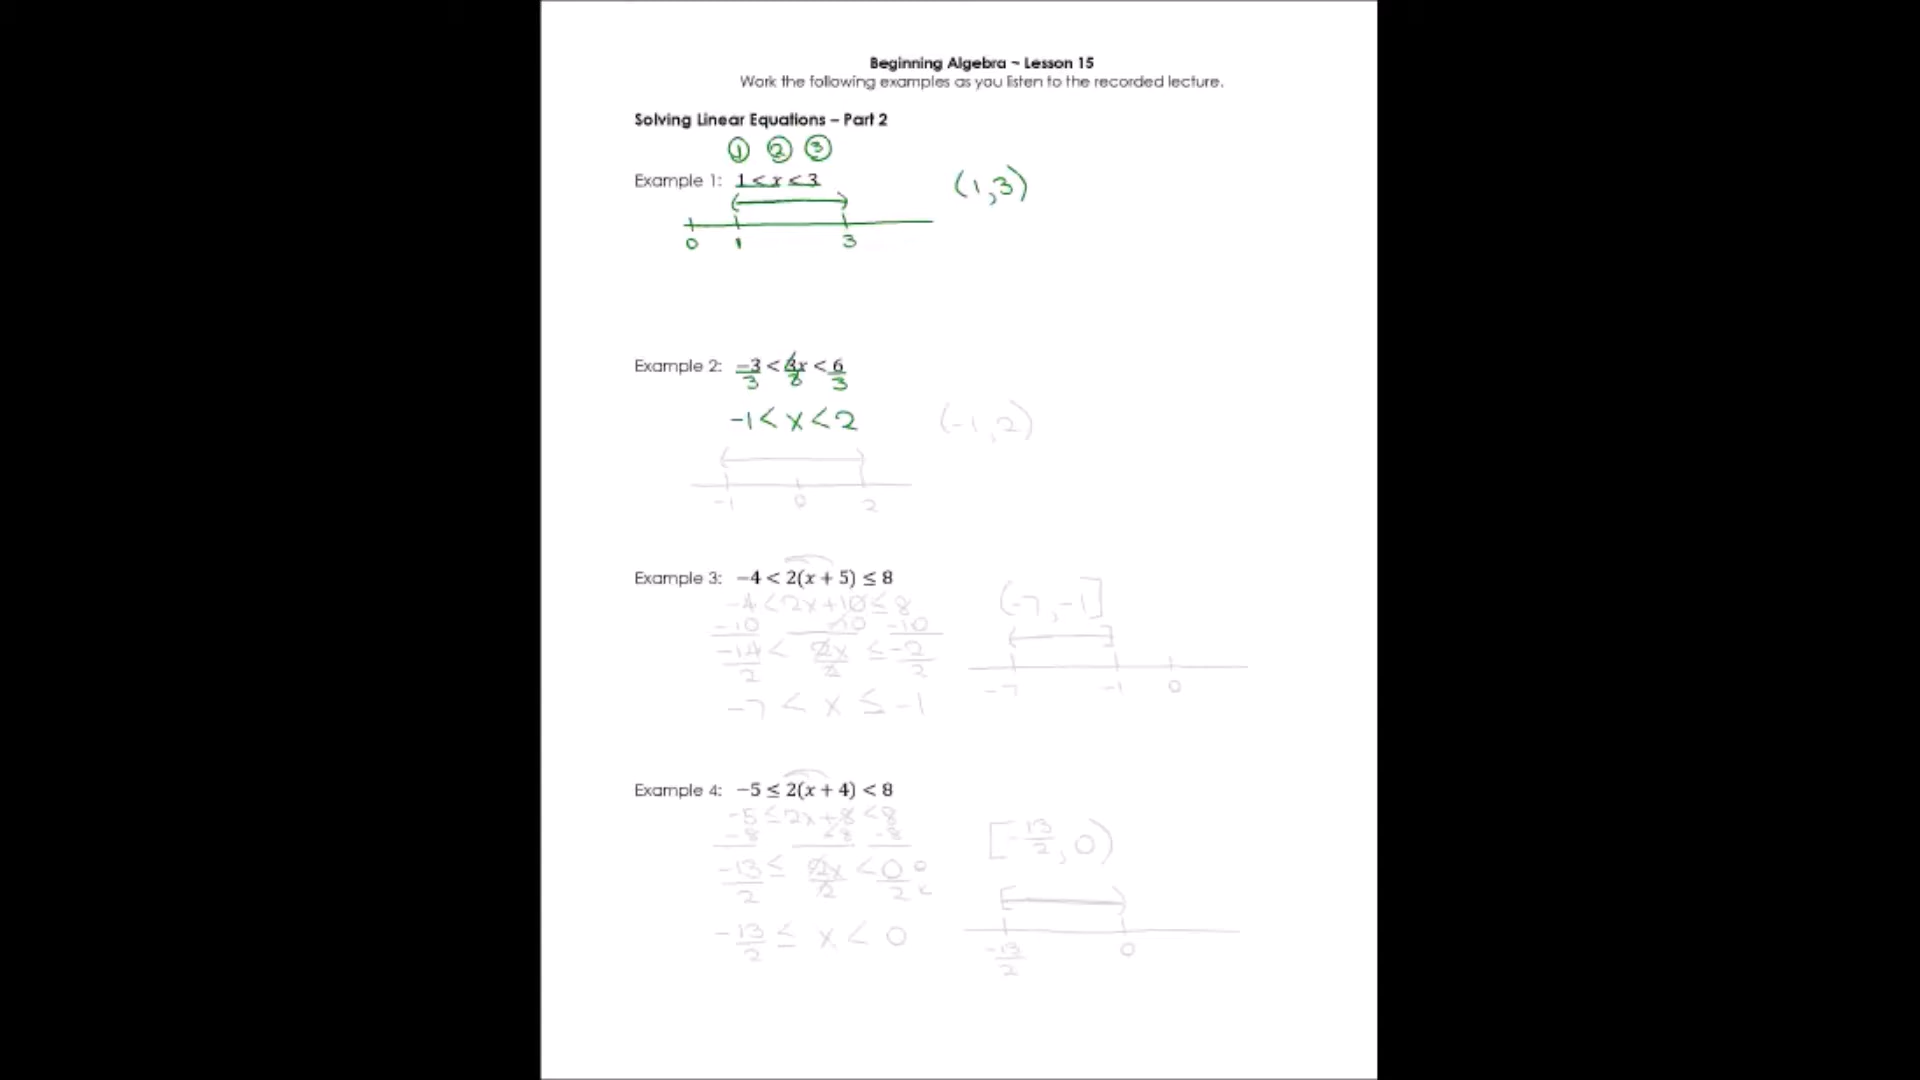 Beginning Algebra ~ Lesson 15
Work the following examples as you listen to the recorded lecture.
Solving Linear Equations – Part 2
① ② ③
Example 1: 1 < x < 3 (1,3)
0 1 3
Example 2: −3 < 3x < 6
3 3 3
-1 < x < 2 (-1,2)
-1 0 2
Example 3: −4 < 2(x + 5) ≤ 8
-4 < 2x+10 ≤ 8 (-7,-1]
-10 -10 -10
-14 < 2x ≤ -2
2 2 2
-7 -1 0
-7 < x ≤ -1
Example 4: −5 ≤ 2(x + 4) < 8
-5 ≤ 2x+8 < 8
-8 -8 -8
[-13/2, 0)
-13 ≤ 2x < 0
2 2 2
-13/2 ≤ x < 0
-13/2 0